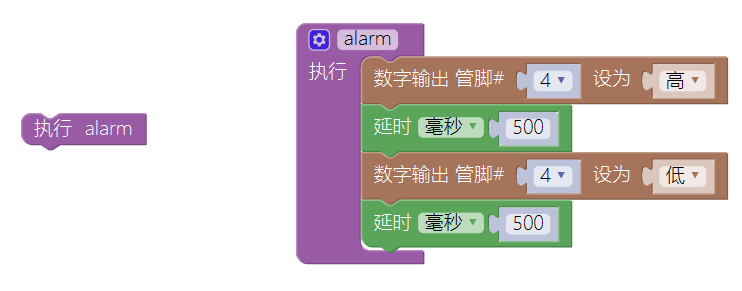 alarm
执行
数字输出 管脚# 4 设为 高
执行 alarm
延时 毫秒 500
数字输出 管脚# 4 设为 低
延时 毫秒 500